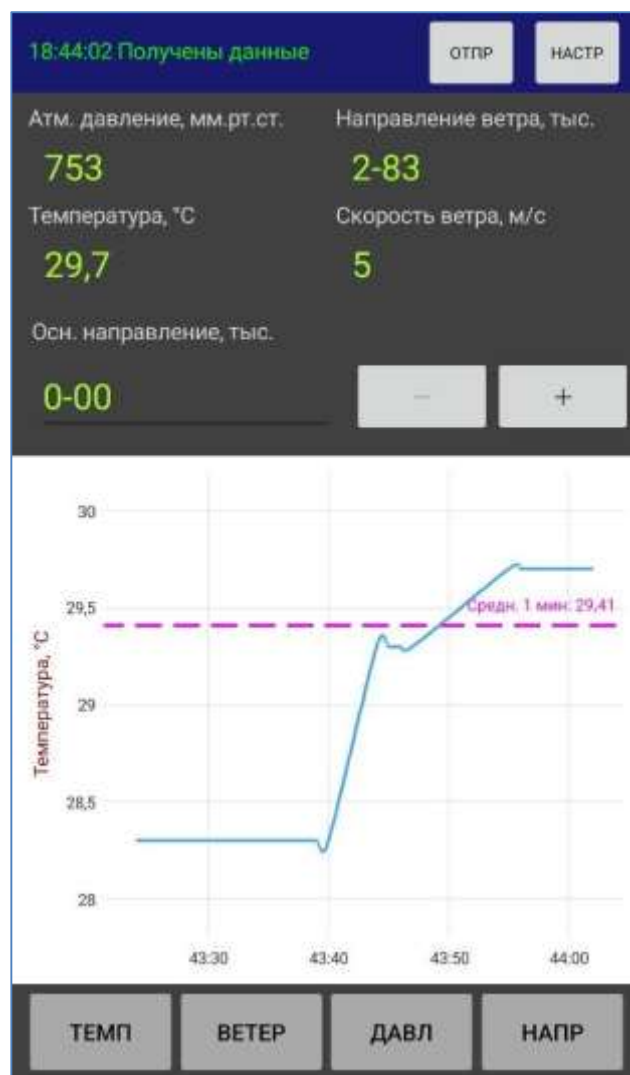 18:44:02 Получены данные
ОТПР
НАСТР
Атм. давление, мм.рт.ст.
Направление ветра, тыс.
753
2-83
Температура, °C
Скорость ветра, м/с
29,7
5
Осн. направление, тыс.
0-00
−
+
30
29,5
29
28,5
28
Температура, °C
Средн. 1 мин: 29,41
43:30
43:40
43:50
44:00
ТЕМП
ВЕТЕР
ДАВЛ
НАПР